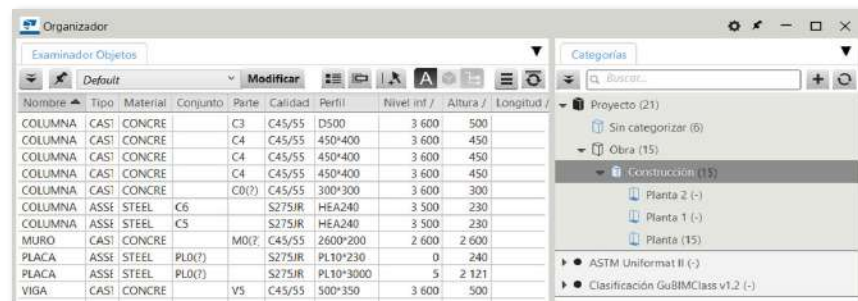 Organizador
Examinador Objetos
Default Modificar
Nombre Tipo Material Conjunto Parte Calidad Perfil Nivel inf / Altura / Longitud /
COLUMNA CAST CONCRE C3 C45/55 D500 3 600 500
COLUMNA CAST CONCRE C4 C45/55 450*400 3 600 450
COLUMNA CAST CONCRE C4 C45/55 450*400 3 600 450
COLUMNA CAST CONCRE C4 C45/55 450*400 3 600 450
COLUMNA CAST CONCRE C0(?) C45/55 300*300 3 600 300
COLUMNA ASSE STEEL C6 S275JR HEA240 3 500 230
COLUMNA ASSE STEEL C5 S275JR HEA240 3 500 230
MURO CAST CONCRE M0(?) C45/55 2600*200 2 600 2 600
PLACA ASSE STEEL PL0(?) S275JR PL10*230 0 240
PLACA ASSE STEEL PL0(?) S275JR PL10*3000 5 2 121
VIGA CAST CONCRE V5 C45/55 500*350 3 600 500
Categorías
Buscar...
Proyecto (21)
Sin categorizar (6)
Obra (15)
Construcción (15)
Planta 2 (-)
Planta 1 (-)
Planta (15)
ASTM Uniformat II (-)
Clasificación GuBIMClass v1.2 (-)